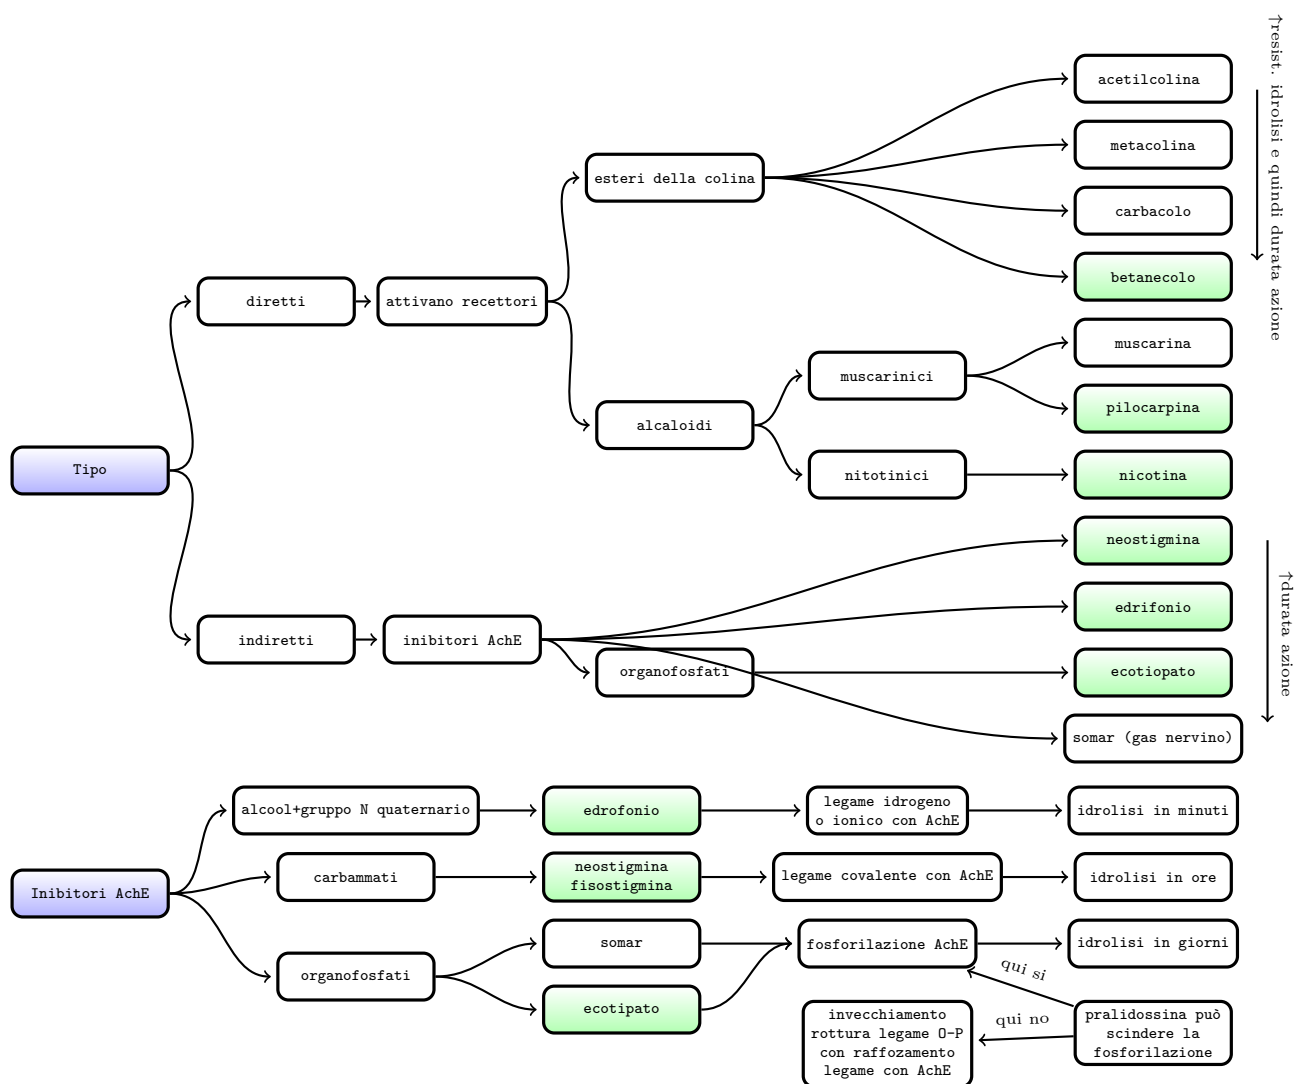 ↑resist. idrolisi e quindi durata azione
acetilcolina
metacolina
esteri della colina
carbacolo
betanecolo
diretti
attivano recettori
muscarina
muscarinici
pilocarpina
alcaloidi
Tipo
nitotinici
nicotina
neostigmina
edrifonio
↑durata azione
indiretti
inibitori AchE
organofosfati
ecotiopato
somar (gas nervino)
alcool+gruppo N quaternario
edrofonio
legame idrogeno
o ionico con AchE
idrolisi in minuti
Inibitori AchE
carbammati
neostigmina
fisostigmina
legame covalente con AchE
idrolisi in ore
organofosfati
somar
fosforilazione AchE
idrolisi in giorni
qui si
ecotipato
invecchiamento
rottura legame O-P
con raffozamento
legame con AchE
qui no
pralidossina può
scindere la
fosforilazione